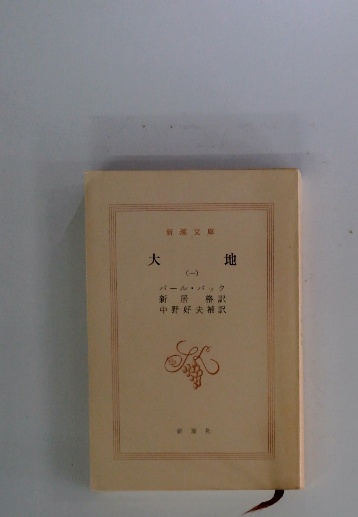 新潮文庫
大地
(一)
パール・バック
新居格訳
中野好夫補訳
新潮社